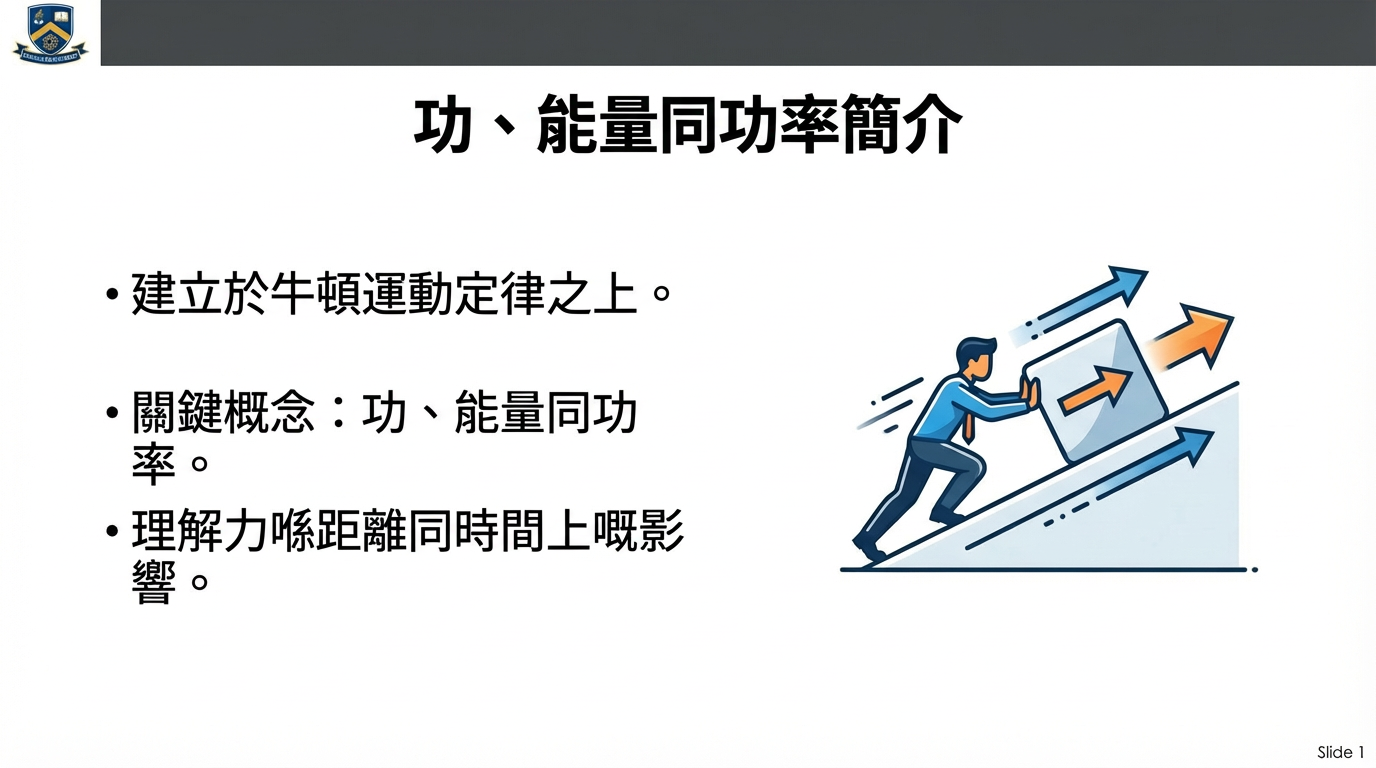 功、能量同功率簡介
• 建立於牛頓運動定律之上。
• 關鍵概念：功、能量同功
率。
• 理解力喺距離同時間上嘅影
響。
Slide 1